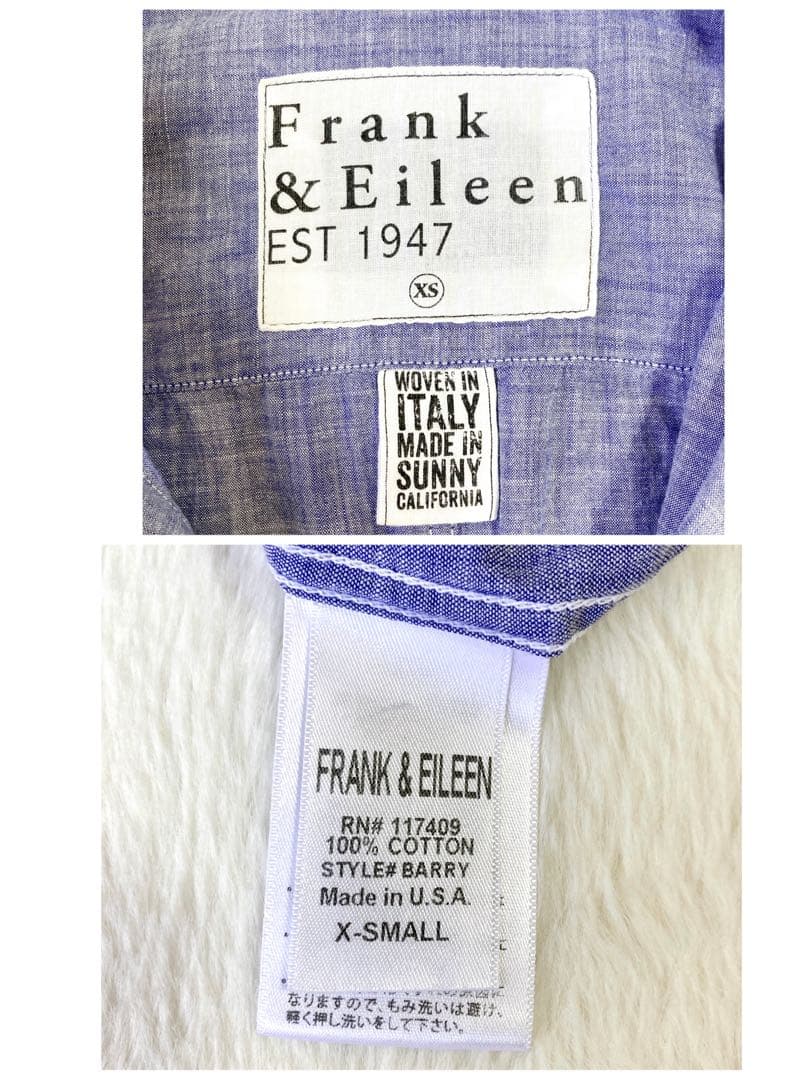 Frank
& Eileen
EST 1947
XS
WOVEN IN
ITALY
MADE IN
SUNNY
CALIFORNIA
FRANK & EILEEN
RN# 117409
100% COTTON
STYLE# BARRY
Made in U.S.A.
X-SMALL
なりますので、もみ洗いは避け、
軽く押し洗いをして下さい。